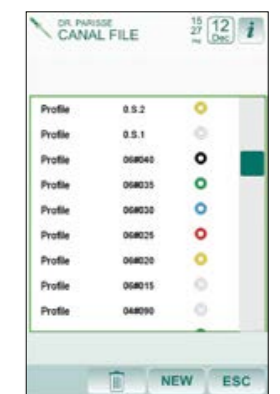 DR. PARISSE
CANAL FILE
15
27
12
Dec
i
Profile 0.S.2
Profile 0.S.1
Profile 06#040
Profile 06#035
Profile 06#030
Profile 06#025
Profile 06#020
Profile 06#015
Profile 04#090
NEW
ESC